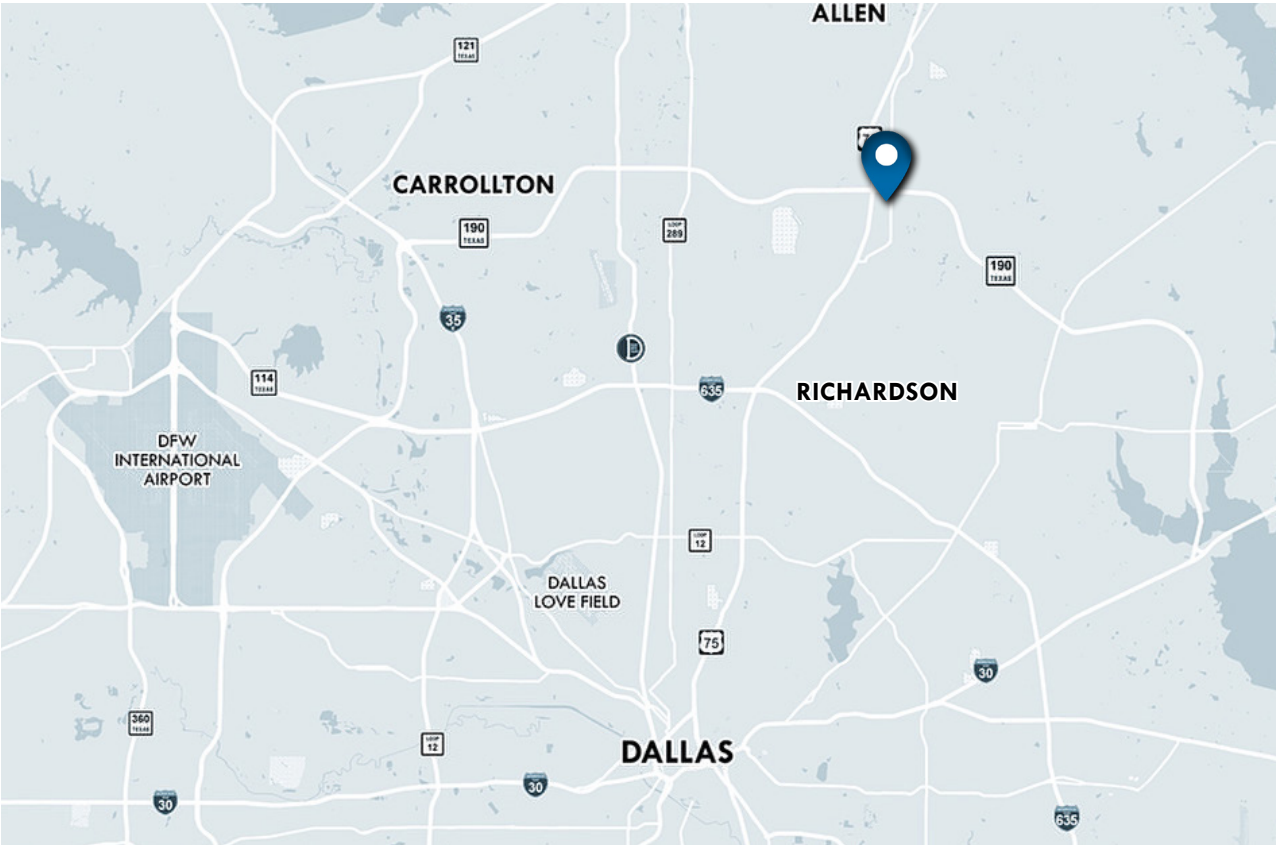 ALLEN
121
TEXAS
CARROLLTON
190
TEXAS
LOOP
289
190
TEXAS
35
114
TEXAS
635
RICHARDSON
DFW
INTERNATIONAL
AIRPORT
LOOP
12
DALLAS
LOVE FIELD
75
30
360
TEXAS
LOOP
12
DALLAS
30
30
635